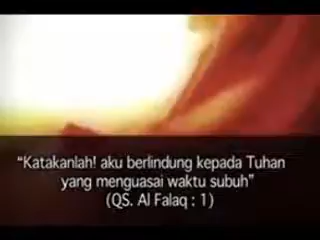 “Katakanlah! aku berlindung kepada Tuhan
yang menguasai waktu subuh”
(QS. Al Falaq : 1)